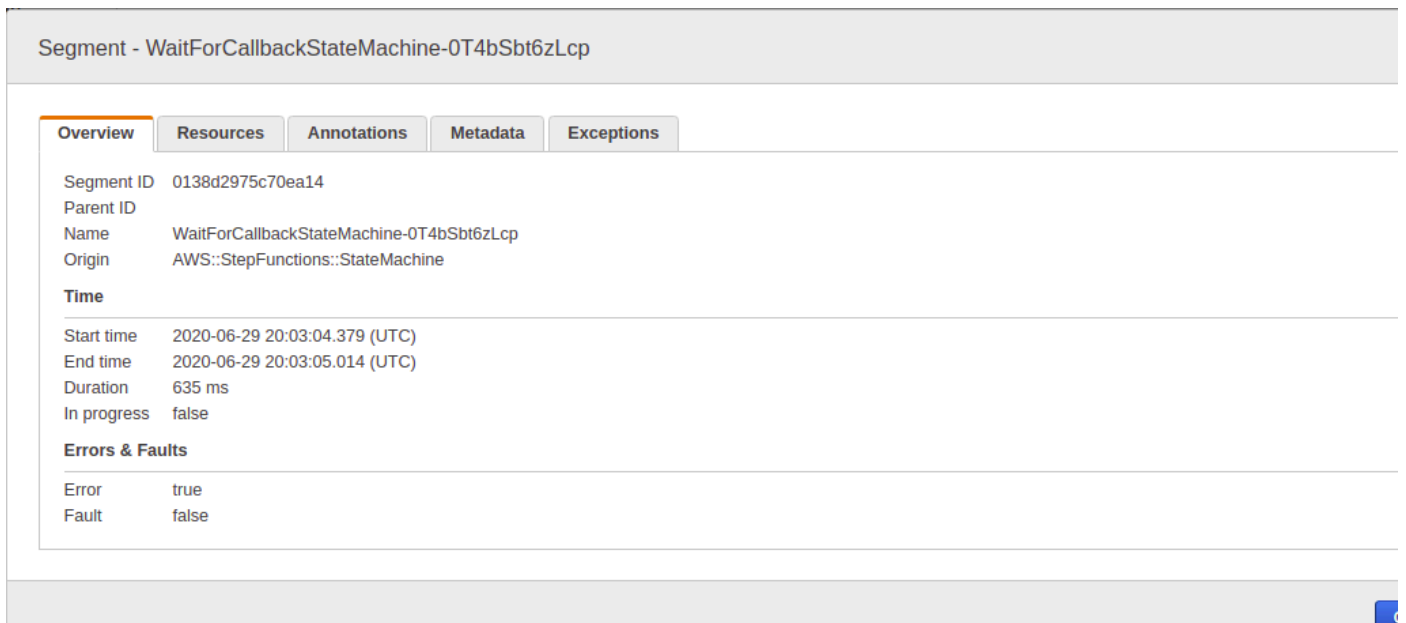 Segment - WaitForCallbackStateMachine-0T4bSbt6zLcp
Overview Resources Annotations Metadata Exceptions
Segment ID 0138d2975c70ea14
Parent ID
Name WaitForCallbackStateMachine-0T4bSbt6zLcp
Origin AWS::StepFunctions::StateMachine
Time
Start time 2020-06-29 20:03:04.379 (UTC)
End time 2020-06-29 20:03:05.014 (UTC)
Duration 635 ms
In progress false
Errors & Faults
Error true
Fault false